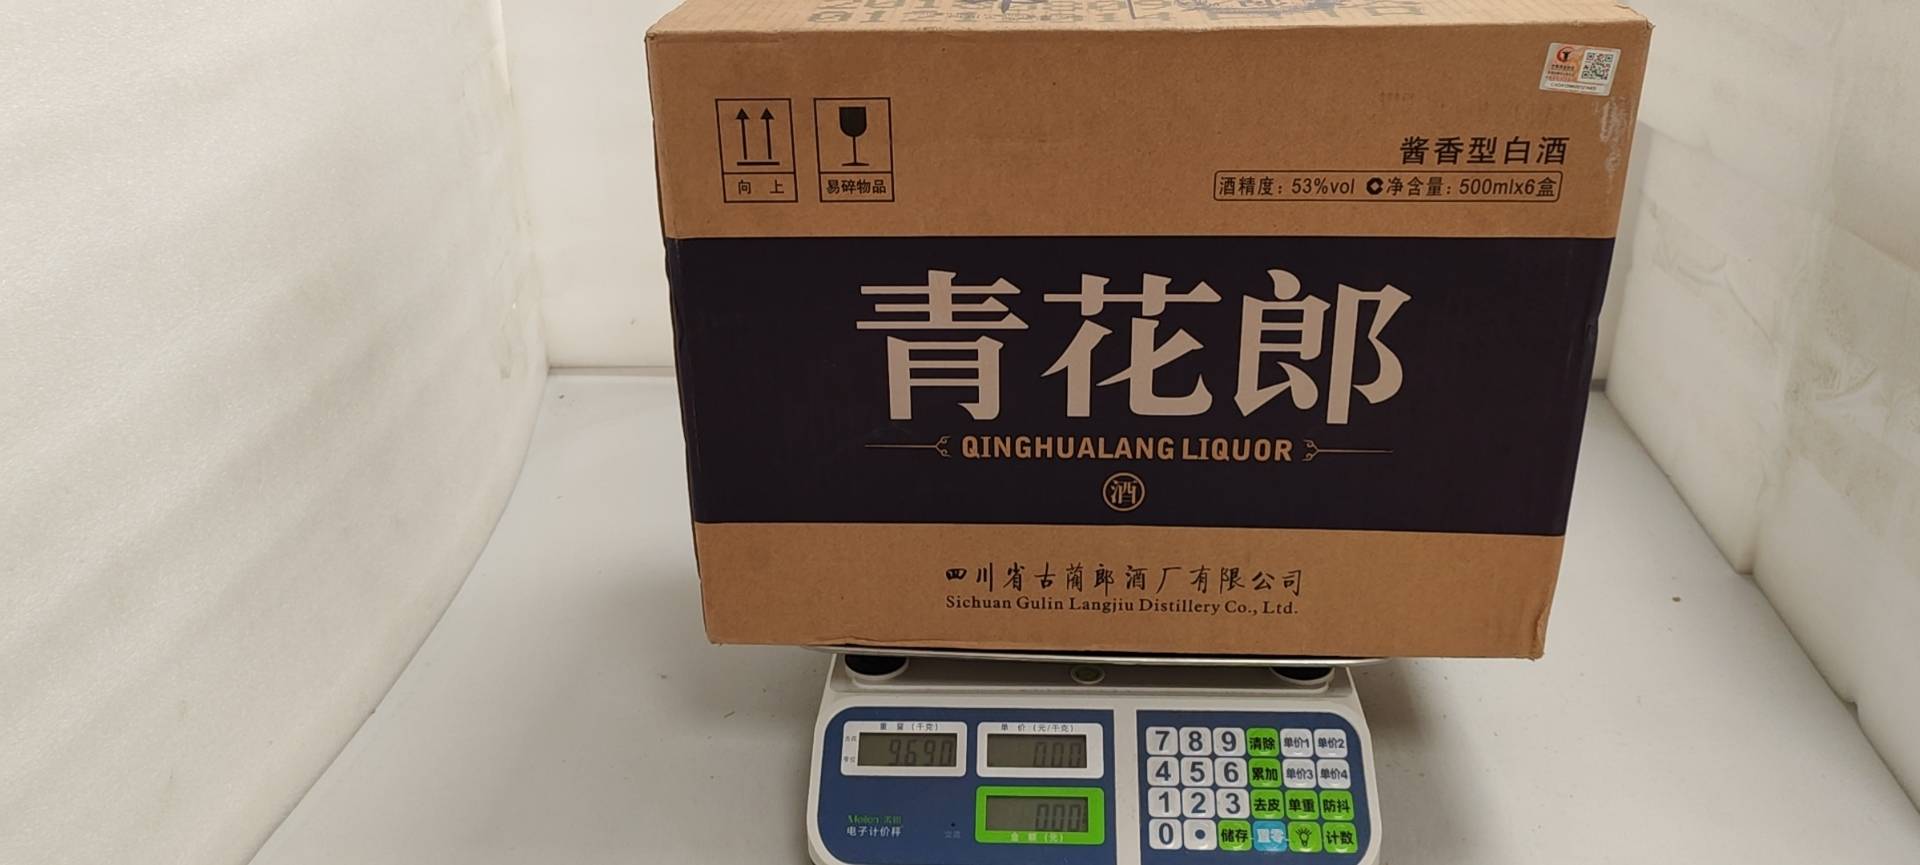 向 上
易碎物品
酱香型白酒
酒精度：53%vol 净含量：500mlx6盒
青花郎
QINGHUALANG LIQUOR
酒
四川省古蔺郎酒厂有限公司
Sichuan Gulin Langjiu Distillery Co., Ltd.
重量（千克） 单价（元/千克）
9.690 0.00
0.00
金额（元）
电子计价秤
7 8 9 清除 单价1 单价2
4 5 6 累加 单价3 单价4
1 2 3 去皮 单重 防抖
0 • 储存 置零 计数